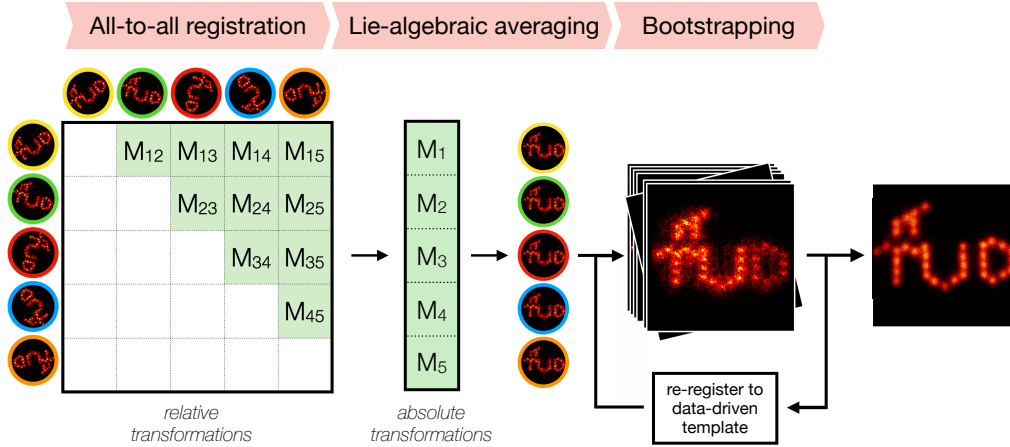 All-to-all registration Lie-algebraic averaging Bootstrapping
M12 M13 M14 M15
M23 M24 M25
M34 M35
M45
M1
M2
M3
M4
M5
relative
transformations
absolute
transformations
re-register to
data-driven
template
TUD